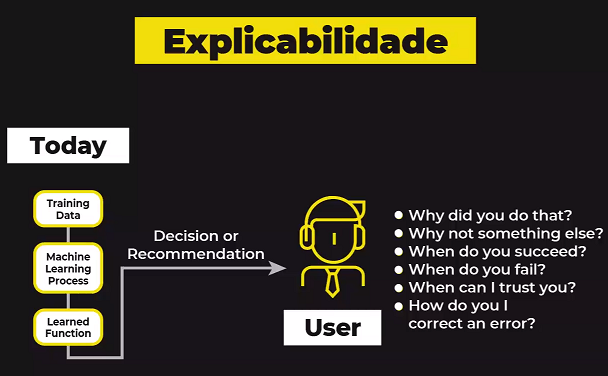 Explicabilidade
Today
Training
Data
Machine
Learning
Process
Learned
Function
Decision or
Recommendation
User
Why did you do that?
Why not something else?
When do you succeed?
When do you fail?
When can I trust you?
How do you I
correct an error?